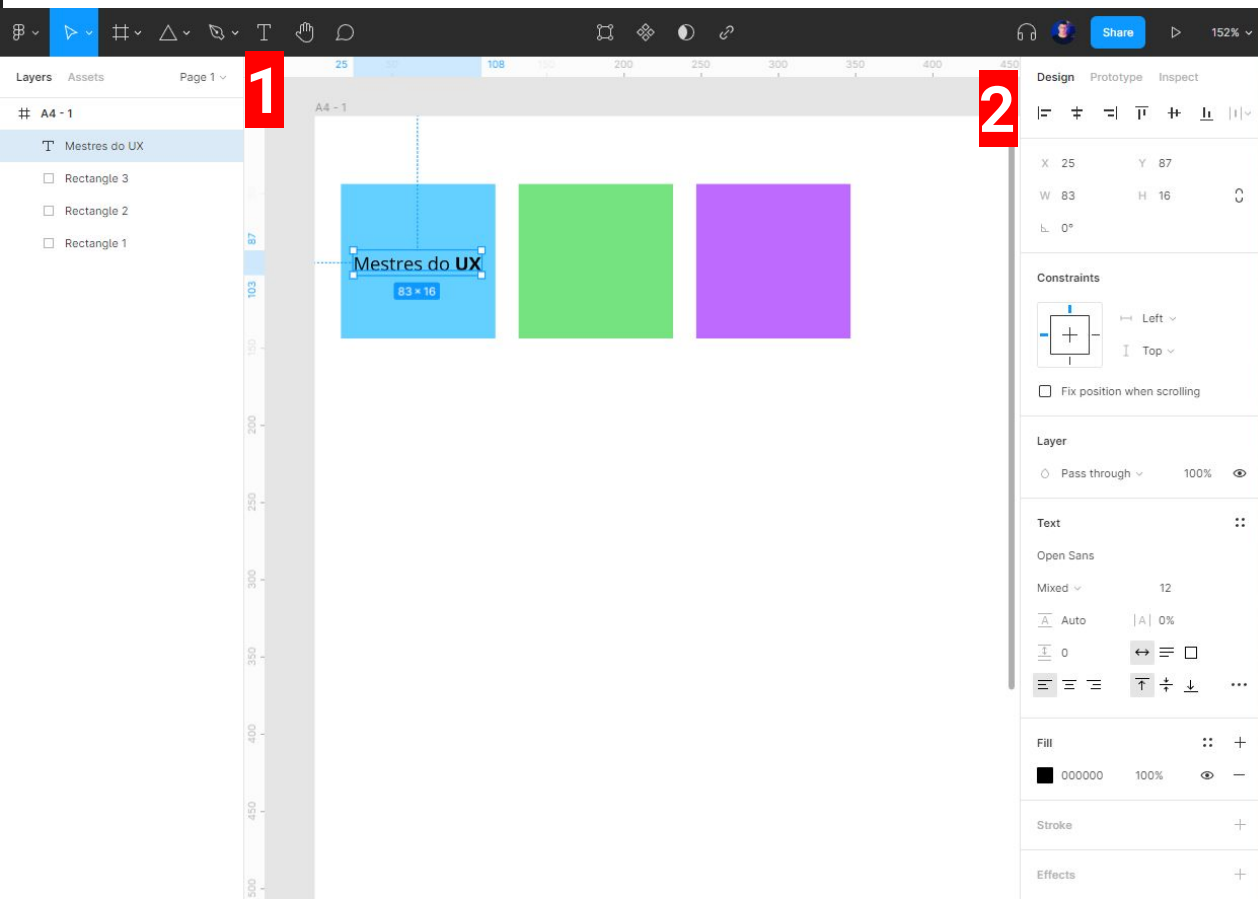 Share
152%
Layers Assets Page 1
1
25 108 150 200 250 300 350 400 450
2
Design Prototype Inspect
A4 - 1
A4 - 1
Mestres do UX
Rectangle 3
Rectangle 2
Rectangle 1
87
103
150
200
250
300
350
400
450
500
Mestres do UX
83 × 16
X 25 Y 87
W 83 H 16
0°
Constraints
Left
Top
Fix position when scrolling
Layer
Pass through 100%
Text
Open Sans
Mixed 12
A Auto |A| 0%
0
Fill
000000 100%
Stroke
Effects